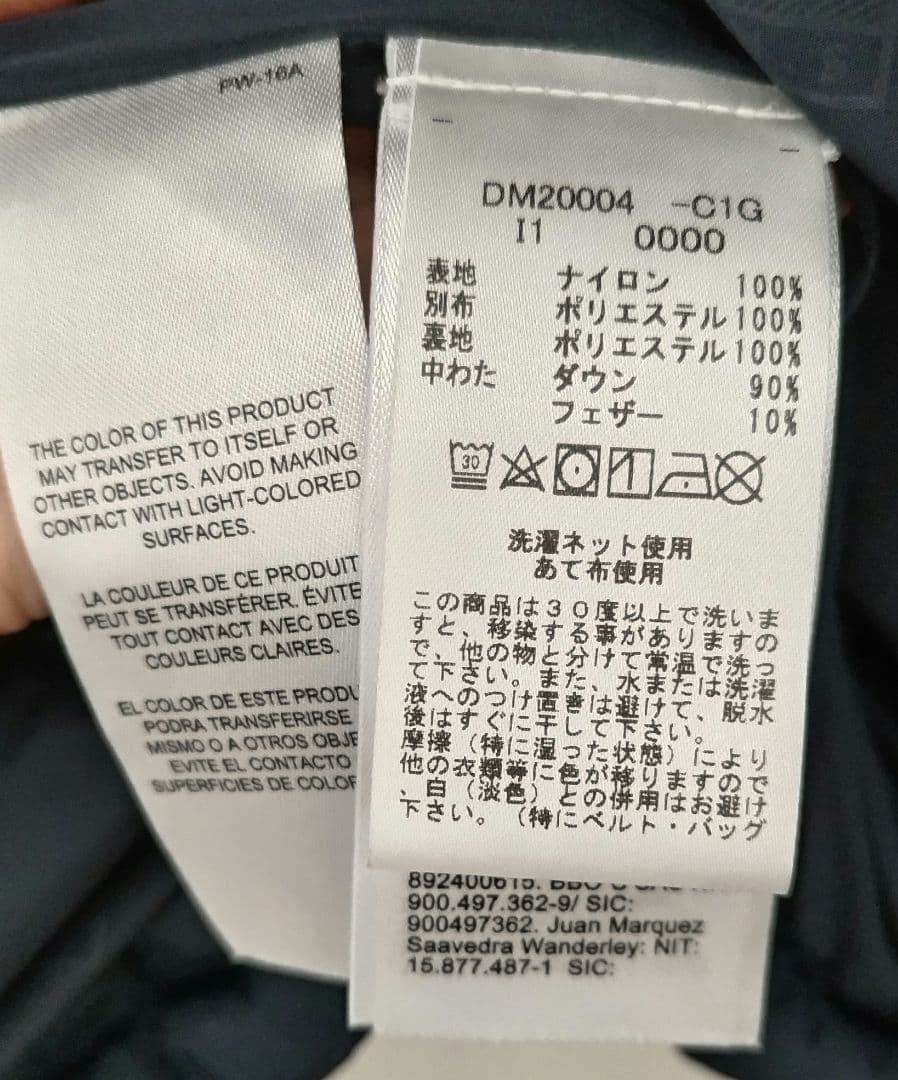 PW-16A
THE COLOR OF THIS PRODUCT
MAY TRANSFER TO ITSELF OR
OTHER OBJECTS. AVOID MAKING
CONTACT WITH LIGHT-COLORED
SURFACES.
LA COULEUR DE CE PRODUIT
PEUT SE TRANSFÉRER. ÉVITE
TOUT CONTACT AVEC DES
COULEURS CLAIRES.
EL COLOR DE ESTE PRODU
PODRA TRANSFERIRSE
MISMO O A OTROS OBJE
EVITE EL CONTACTO
SUPERFICIES DE COLOR
DM20004 -C1G
I1 0000
表地 ナイロン 100%
別布 ポリエステル 100%
裏地 ポリエステル 100%
中わた ダウン 90%
フェザー 10%
30
洗濯ネット使用
あて布使用
この商品は30度以上で洗いま
すと、移染する事がありますの
で、他の物と分けて常温で洗っ
て下さい。また、水または洗濯
液へのつけ置きは避けて、脱水
後はすぐに干して下さい。
摩擦(特に湿った状態)により
他の衣類等に色が移りますので
、白(淡色)との併用はお避け
下さい。(特にベルト・バッグ
892400615.
900.497.362-9/ SIC:
900497362. Juan Marquez
Saavedra Wanderley: NIT:
15.877.487-1 SIC: